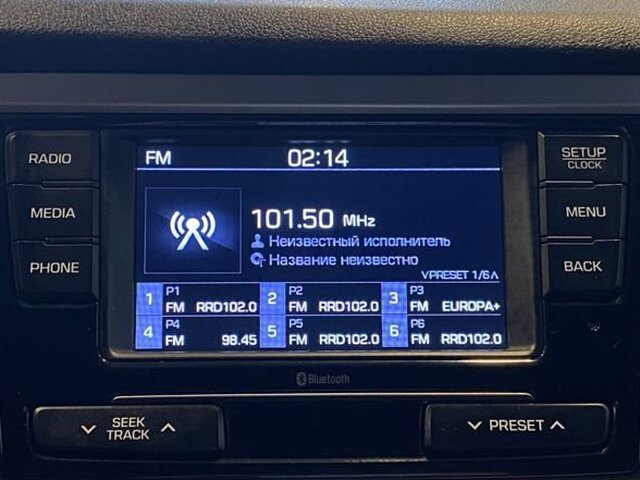 FM 02:14
RADIO
MEDIA
PHONE
SETUP
CLOCK
MENU
BACK
101.50 MHz
Неизвестный исполнитель
Название неизвестно
PRESET 1/6
1 P1 FM RRD102.0
2 P2 FM RRD102.0
3 P3 FM EUROPA+
4 P4 FM 98.45
5 P5 FM RRD102.0
6 P6 FM RRD102.0
Bluetooth
SEEK
TRACK
PRESET